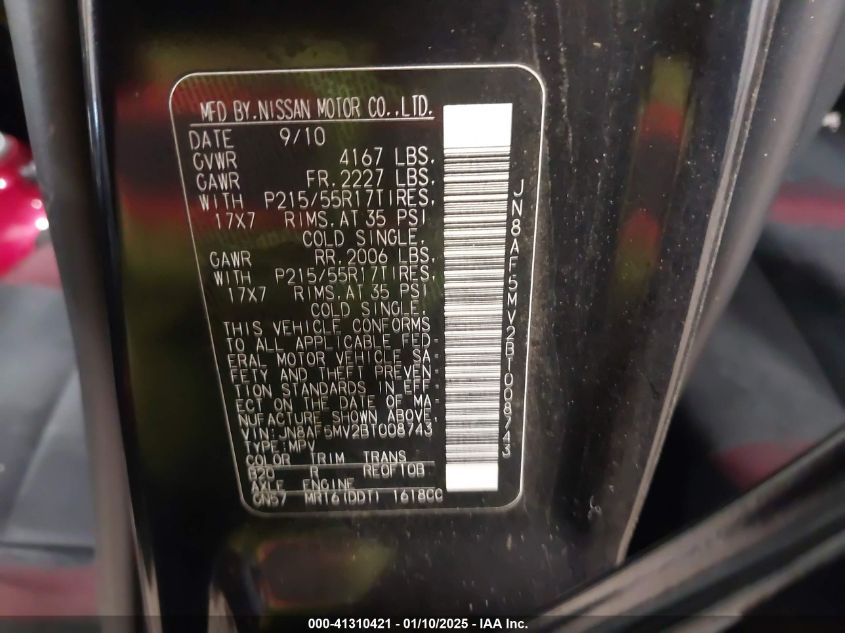 MFD BY.NISSAN MOTOR CO.,LTD.
DATE 9/10
GVWR 4167 LBS.
GAWR FR.2227 LBS.
WITH P215/55R17TIRES,
17X7 RIMS,AT 35 PSI
COLD SINGLE,
GAWR RR.2006 LBS.
WITH P215/55R17TIRES,
17X7 RIMS,AT 35 PSI
COLD SINGLE,
THIS VEHICLE CONFORMS
TO ALL APPLICABLE FED-
ERAL MOTOR VEHICLE SA-
FETY AND THEFT PREVEN-
TION STANDARDS IN EFF-
ECT ON THE DATE OF MA-
NUFACTURE SHOWN ABOVE.
VIN:JN8AF5MV2BT008743
TYPE:MPV
COLOR TRIM TRANS
R REOF10B
AXLE ENGINE
GN57 MR16(DDT) 1618CC
JN8AF5MV2BT008743
000-41310421 — 01/10/2025 - IAA Inc.